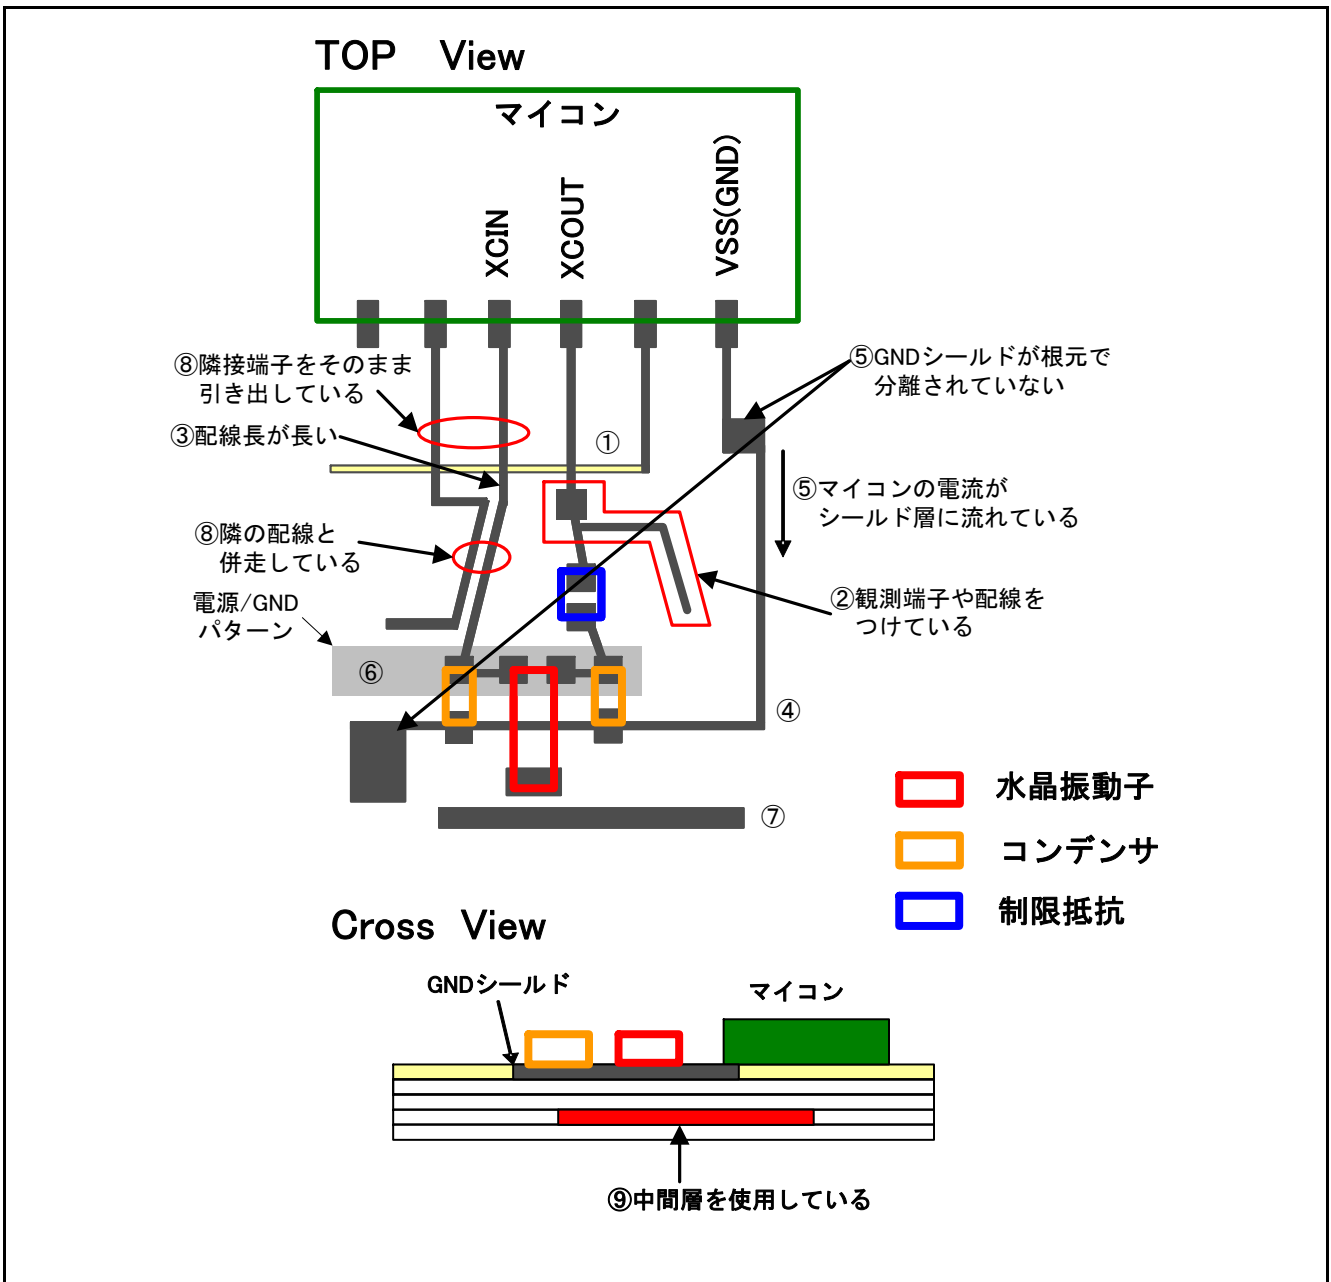 TOP View
マイコン
XCIN
XCOUT
VSS(GND)
⑧隣接端子をそのまま
引き出している
③配線長が長い
①
⑤GNDシールドが根元で
分離されていない
⑤マイコンの電流が
シールド層に流れている
⑧隣の配線と
併走している
②観測端子や配線を
つけている
電源/GND
パターン
⑥
④
⑦
水晶振動子
コンデンサ
制限抵抗
Cross View
GNDシールド
マイコン
⑨中間層を使用している